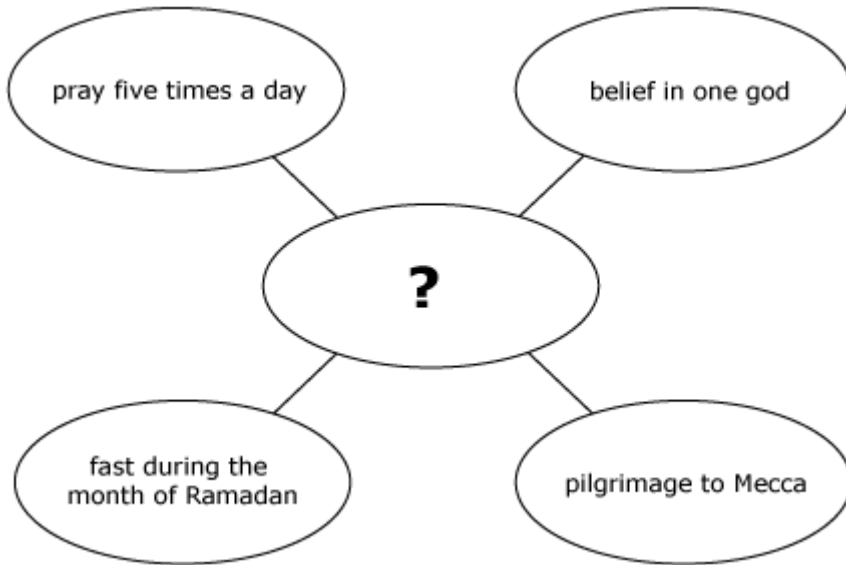 pray five times a day
belief in one god
?
fast during the
month of Ramadan
pilgrimage to Mecca